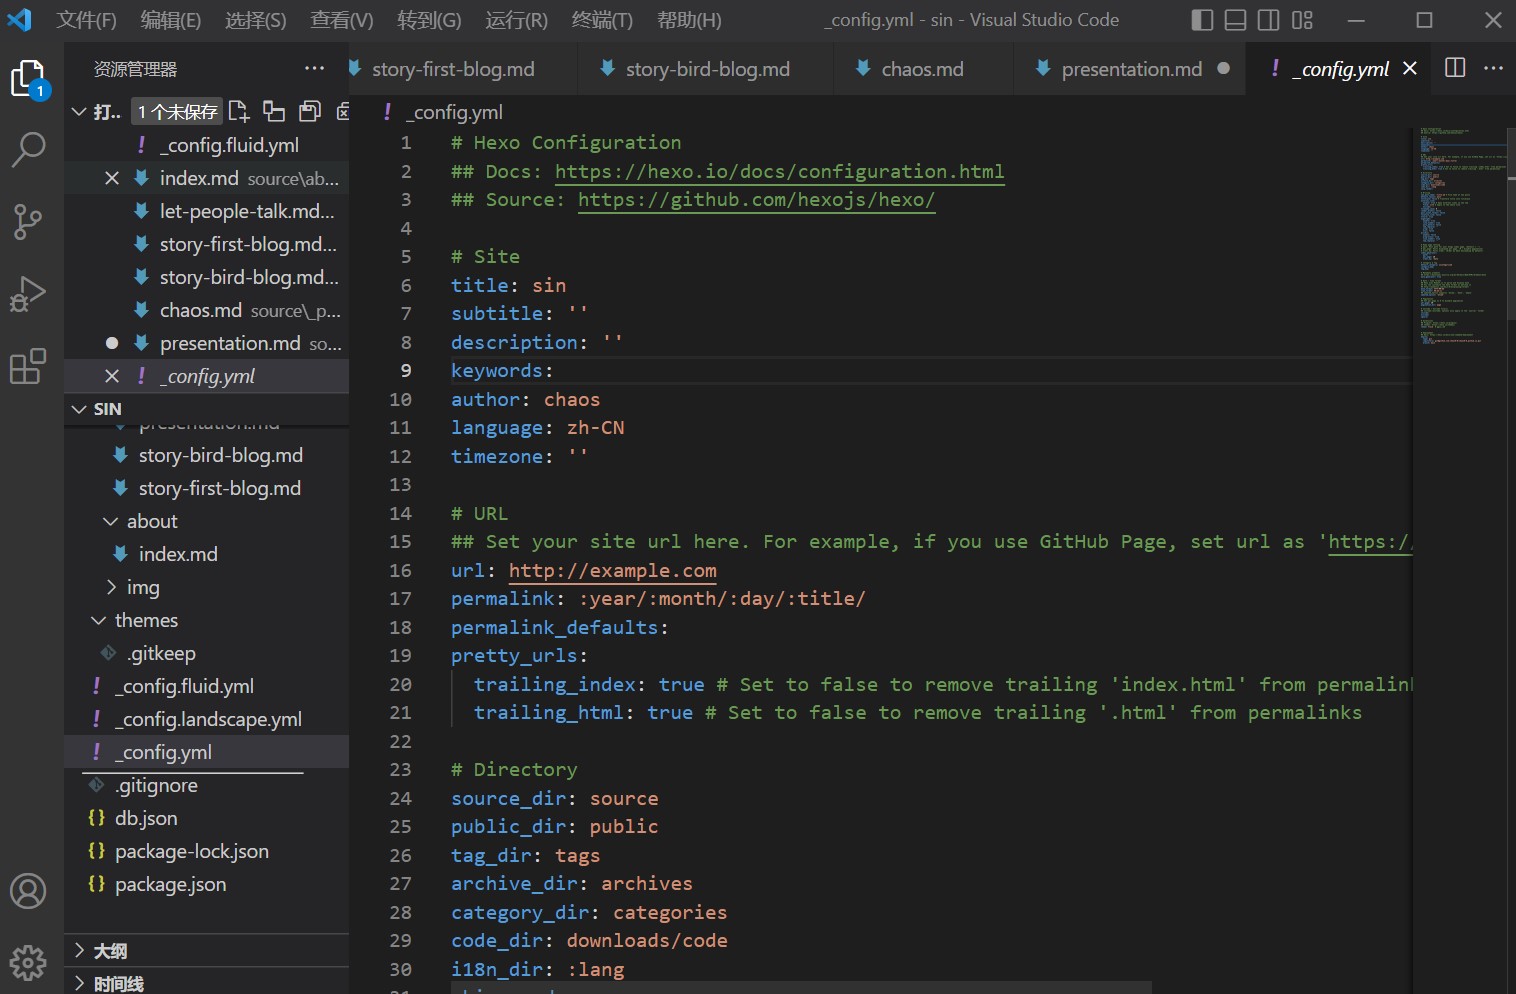 文件(F) 编辑(E) 选择(S) 查看(V) 转到(G) 运行(R) 终端(T) 帮助(H) _config.yml - sin - Visual Studio Code
资源管理器 ···
story-first-blog.md story-bird-blog.md chaos.md presentation.md ! _config.yml
1
打.. 1 个未保存
! _config.fluid.yml
index.md source\ab...
let-people-talk.md...
story-first-blog.md...
story-bird-blog.md...
chaos.md source\_p...
presentation.md so...
! _config.yml
SIN
presentation.md
story-bird-blog.md
story-first-blog.md
about
index.md
img
themes
.gitkeep
! _config.fluid.yml
! _config.landscape.yml
! _config.yml
.gitignore
{} db.json
{} package-lock.json
{} package.json
大纲
时间线
! _config.yml
1 # Hexo Configuration
2 ## Docs: https://hexo.io/docs/configuration.html
3 ## Source: https://github.com/hexojs/hexo/
4
5 # Site
6 title: sin
7 subtitle: ''
8 description: ''
9 keywords:
10 author: chaos
11 language: zh-CN
12 timezone: ''
13
14 # URL
15 ## Set your site url here. For example, if you use GitHub Page, set url as 'https:/
16 url: http://example.com
17 permalink: :year/:month/:day/:title/
18 permalink_defaults:
19 pretty_urls:
20 trailing_index: true # Set to false to remove trailing 'index.html' from permalin
21 trailing_html: true # Set to false to remove trailing '.html' from permalinks
22
23 # Directory
24 source_dir: source
25 public_dir: public
26 tag_dir: tags
27 archive_dir: archives
28 category_dir: categories
29 code_dir: downloads/code
30 i18n_dir: :lang